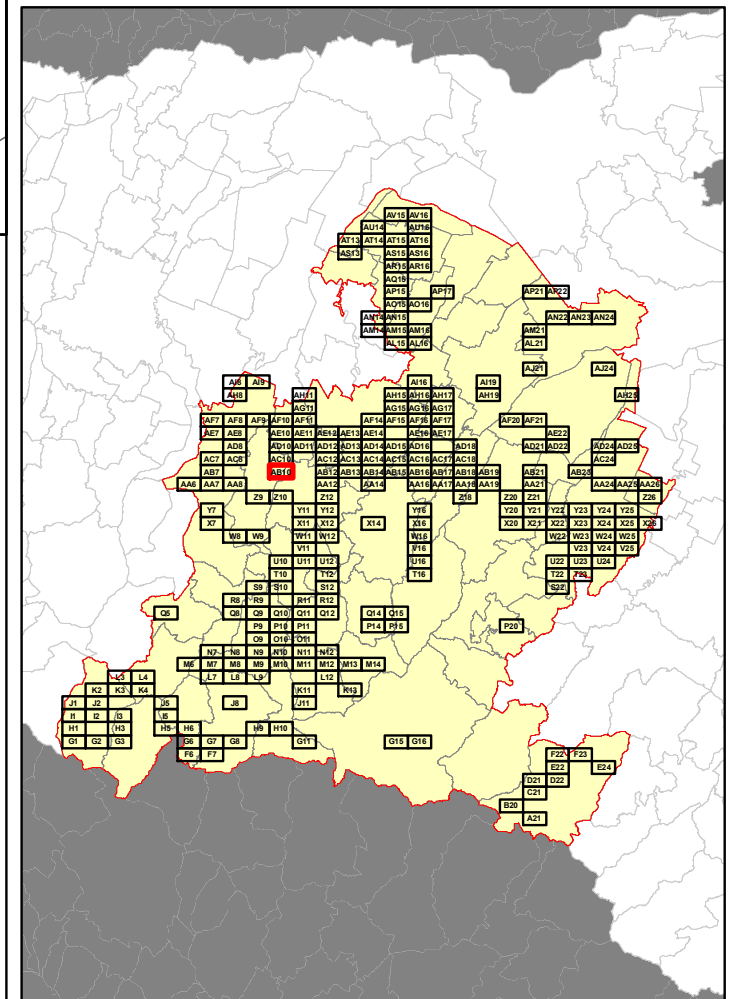 AV15 AV16
AU14 AU16
AT13 AT14 AT15 AT16
AS13 AS15 AS16
AR15 AR16
AQ15
AP15 AP17 AP21 AP22
AO15 AO16
AN14 AN15 AN22 AN23 AN24
AM14 AM15 AM16 AM21
AL15 AL16 AL21
AJ21 AJ24
AI8 AI9 AI16 AI19
AH8 AH11 AH15 AH16 AH17 AH19 AH25
AG11 AG15 AG16 AG17
AF7 AF8 AF9 AF10 AF11 AF14 AF15 AF16 AF17 AF20 AF21
AE7 AE8 AE10 AE11 AE12 AE13 AE14 AE16 AE17 AE22
AD8 AD10 AD11 AD12 AD13 AD14 AD15 AD16 AD18 AD21 AD22 AD24 AD25
AC7 AC8 AC10 AC12 AC13 AC14 AC15 AC16 AC17 AC18 AC24
AB7 AB10 AB12 AB13 AB14 AB15 AB16 AB17 AB18 AB19 AB21 AB23
AA6 AA7 AA8 AA12 AA14 AA16 AA17 AA18 AA19 AA21 AA24 AA25 AA26
Z9 Z10 Z12 Z18 Z20 Z21 Z26
Y7 Y11 Y12 Y16 Y20 Y21 Y22 Y23 Y24 Y25
X7 X11 X12 X14 X16 X20 X21 X22 X23 X24 X25 X26
W8 W9 W11 W12 W16 W22 W23 W24 W25
V11 V16 V23 V24 V25
U10 U11 U12 U16 U22 U23 U24
T10 T12 T16 T22 T23
S9 S10 S12 S22
R8 R9 R11 R12
Q5 Q8 Q9 Q10 Q11 Q12 Q14 Q15
P9 P10 P11 P14 P15 P20
O9 O10 O11
N7 N8 N9 N10 N11 N12
M6 M7 M8 M9 M10 M11 M12 M13 M14
L3 L4 L7 L8 L9 L12
K2 K3 K4 K11 K13
J1 J2 J5 J8 J11
I1 I2 I3 I5
H1 H3 H5 H6 H9 H10
G1 G2 G3 G6 G7 G8 G11 G15 G16
F6 F7 F22 F23
E22 E24
D21 D22
C21
B20
A21